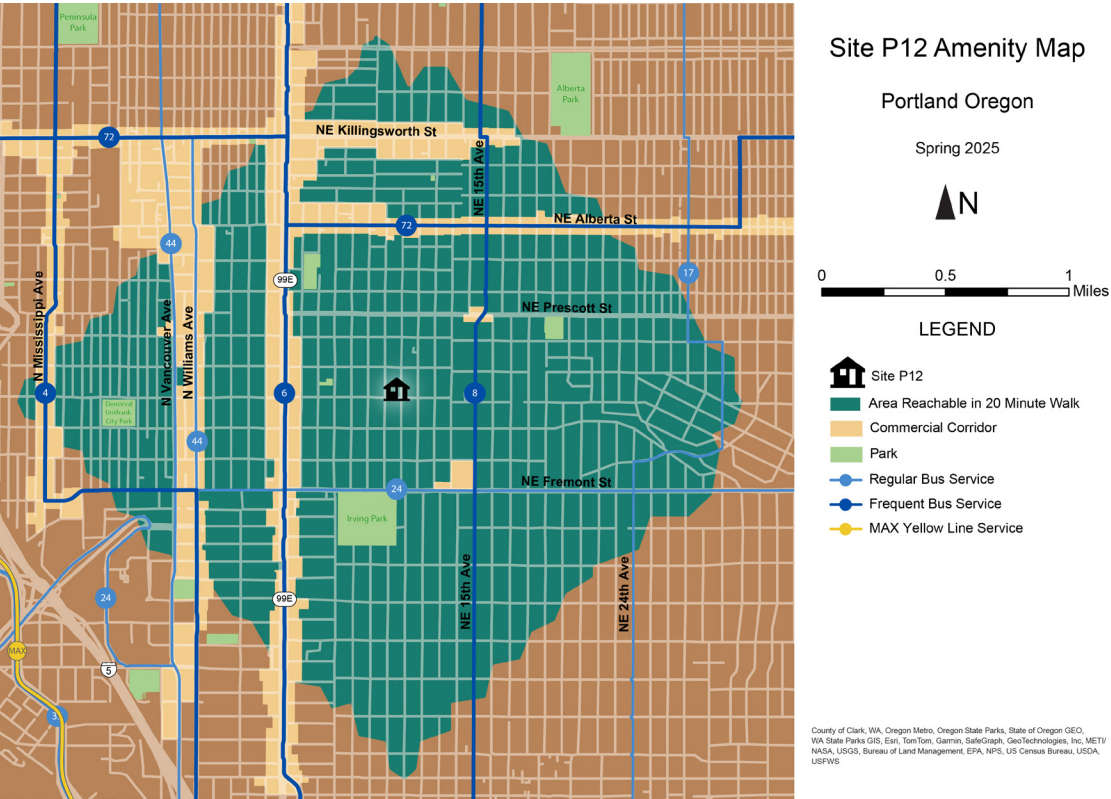 Peninsula
Park
Site P12 Amenity Map
Alberta
Park
Portland Oregon
72
NE Killingsworth St
Spring 2025
NE 15th Ave
N
NE Alberta St
72
44
17
99E
0
0.5
1
Miles
N Mississippi Ave
N Vancouver Ave
N Williams Ave
NE Prescott St
LEGEND
Site P12
4
6
8
Area Reachable in 20 Minute Walk
Denorval
Unthank
City Park
Commercial Corridor
44
Park
NE Fremont St
24
Regular Bus Service
Irving Park
Frequent Bus Service
MAX Yellow Line Service
NE 15th Ave
NE 24th Ave
24
99E
MAX
5
County of Clark, WA, Oregon Metro, Oregon State Parks, State of Oregon GEO,
WA State Parks GIS, Esri, TomTom, Garmin, SafeGraph, GeoTechnologies, Inc, METI/
NASA, USGS, Bureau of Land Management, EPA, NPS, US Census Bureau, USDA,
USFWS